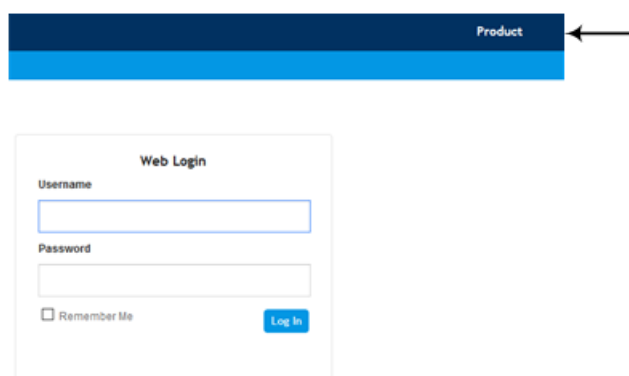 Product
Web Login
Username
Password
Remember Me
Log In